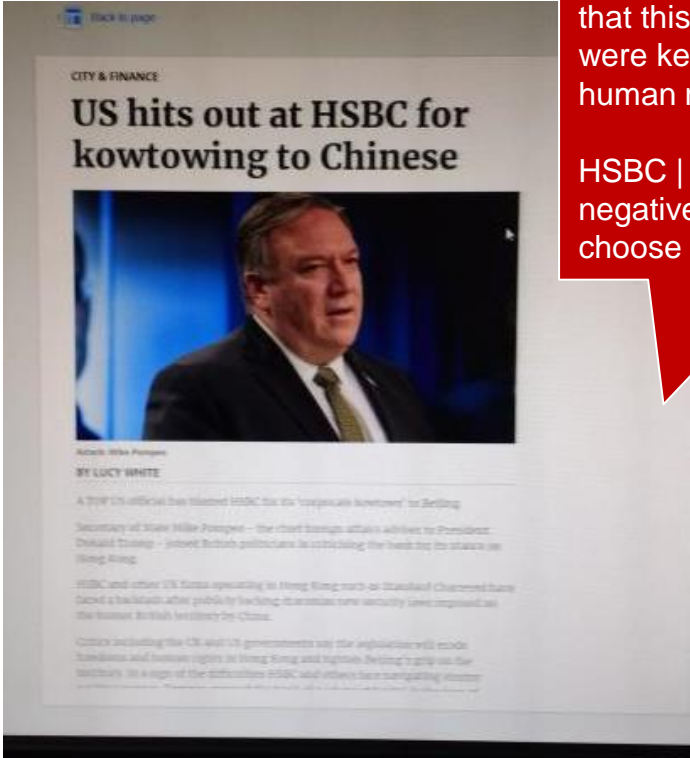 Back to page
CITY & FINANCE
US hits out at HSBC for
kowtowing to Chinese
Attack: Mike Pompeo
BY LUCY WHITE
A TOP US official has blasted HSBC for its 'corporate kowtows' to Beijing.
Secretary of State Mike Pompeo – the chief foreign affairs adviser to President
Donald Trump – joined British politicians in criticising the bank for its stance on
Hong Kong.
HSBC and other UK firms operating in Hong Kong such as Standard Chartered have
faced a backlash after publicly backing draconian new security laws imposed on
the former British territory by China.
Critics including the UK and US governments say the legislation will erode
freedoms and human rights in Hong Kong and tighten Beijing's grip on the
territory. In a sign of the difficulties HSBC and others face navigating
that this
were ke
human r
HSBC |
negative
choose